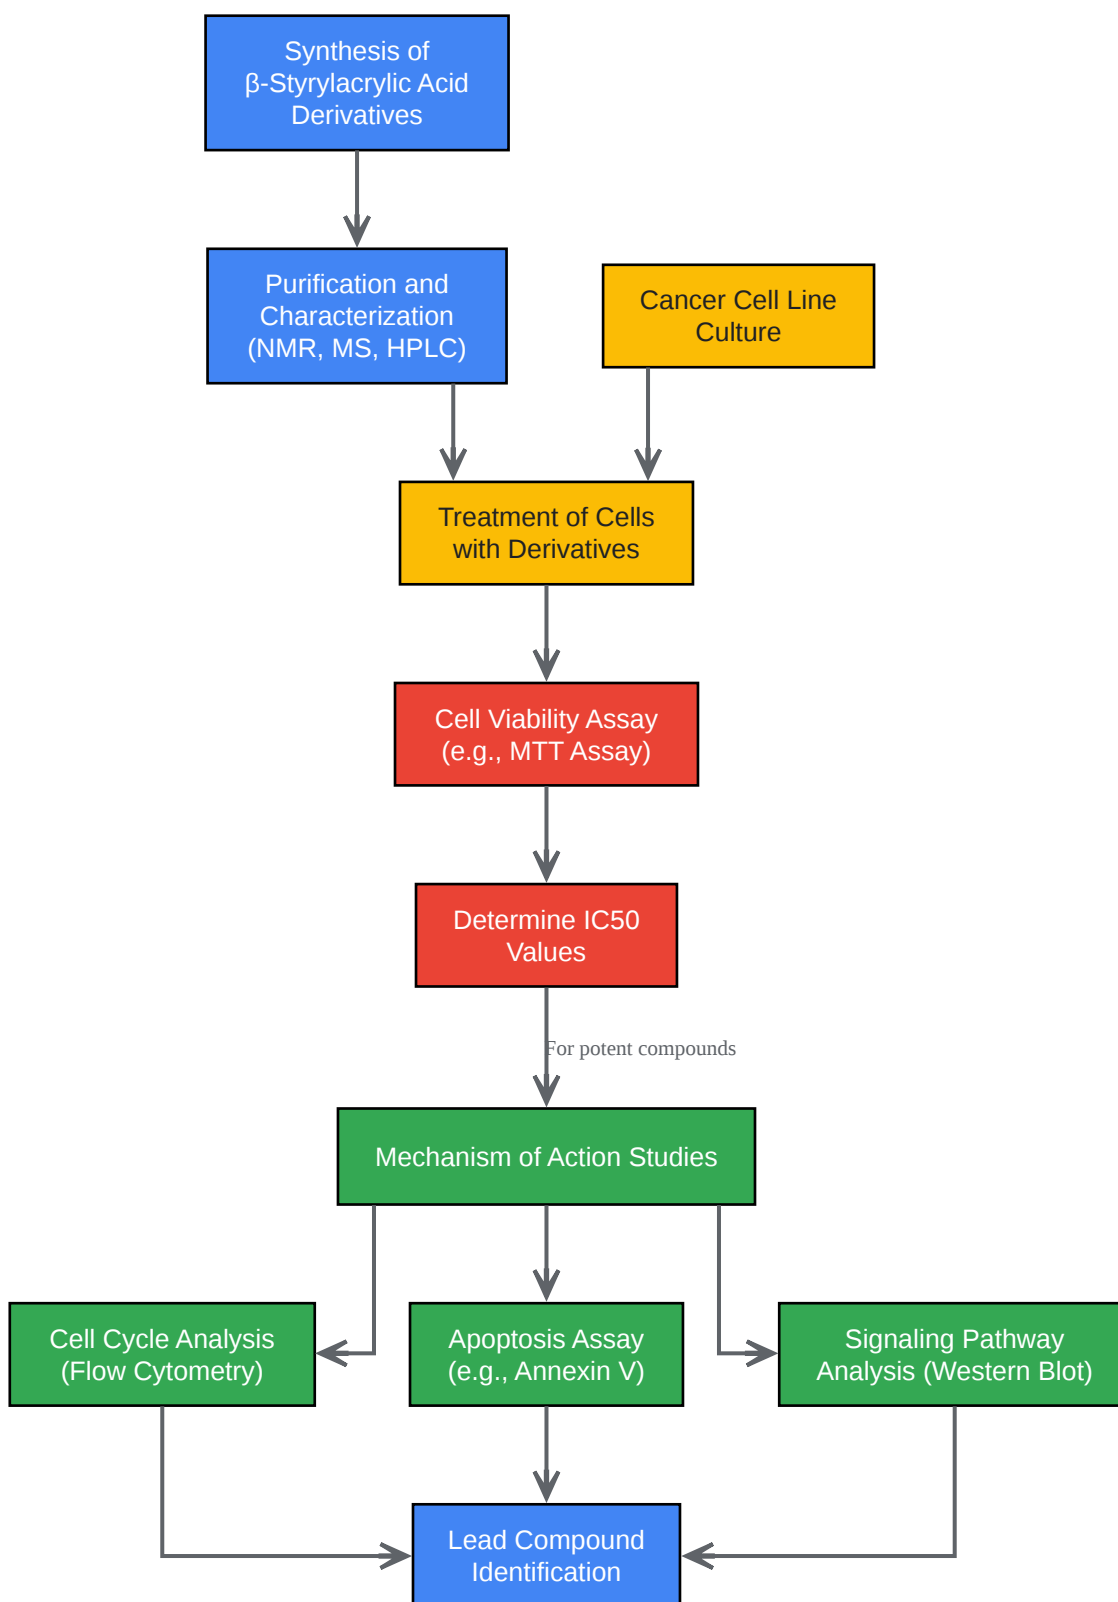 Synthesis of
β-Styrylacrylic Acid
Derivatives
Purification and
Characterization
(NMR, MS, HPLC)
Cancer Cell Line
Culture
Treatment of Cells
with Derivatives
Cell Viability Assay
(e.g., MTT Assay)
Determine IC50
Values
For potent compounds
Mechanism of Action Studies
Cell Cycle Analysis
(Flow Cytometry)
Apoptosis Assay
(e.g., Annexin V)
Signaling Pathway
Analysis (Western Blot)
Lead Compound
Identification